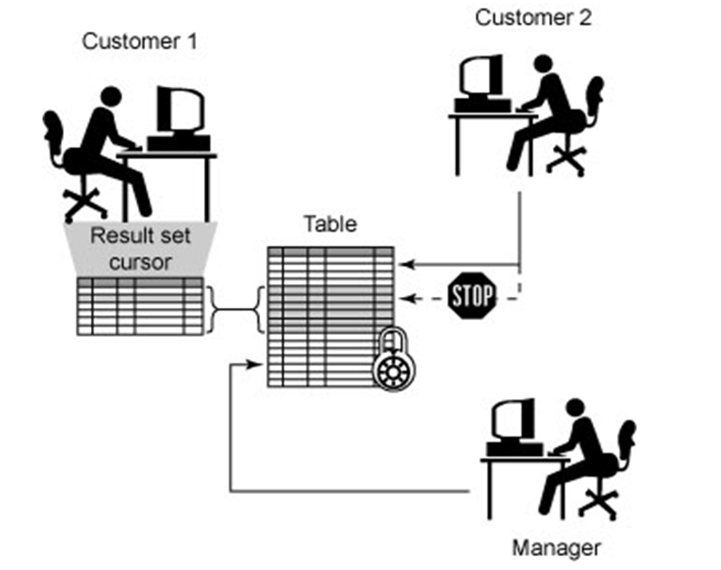 Customer 1
Customer 2
Result set
cursor
Table
STOP
Manager